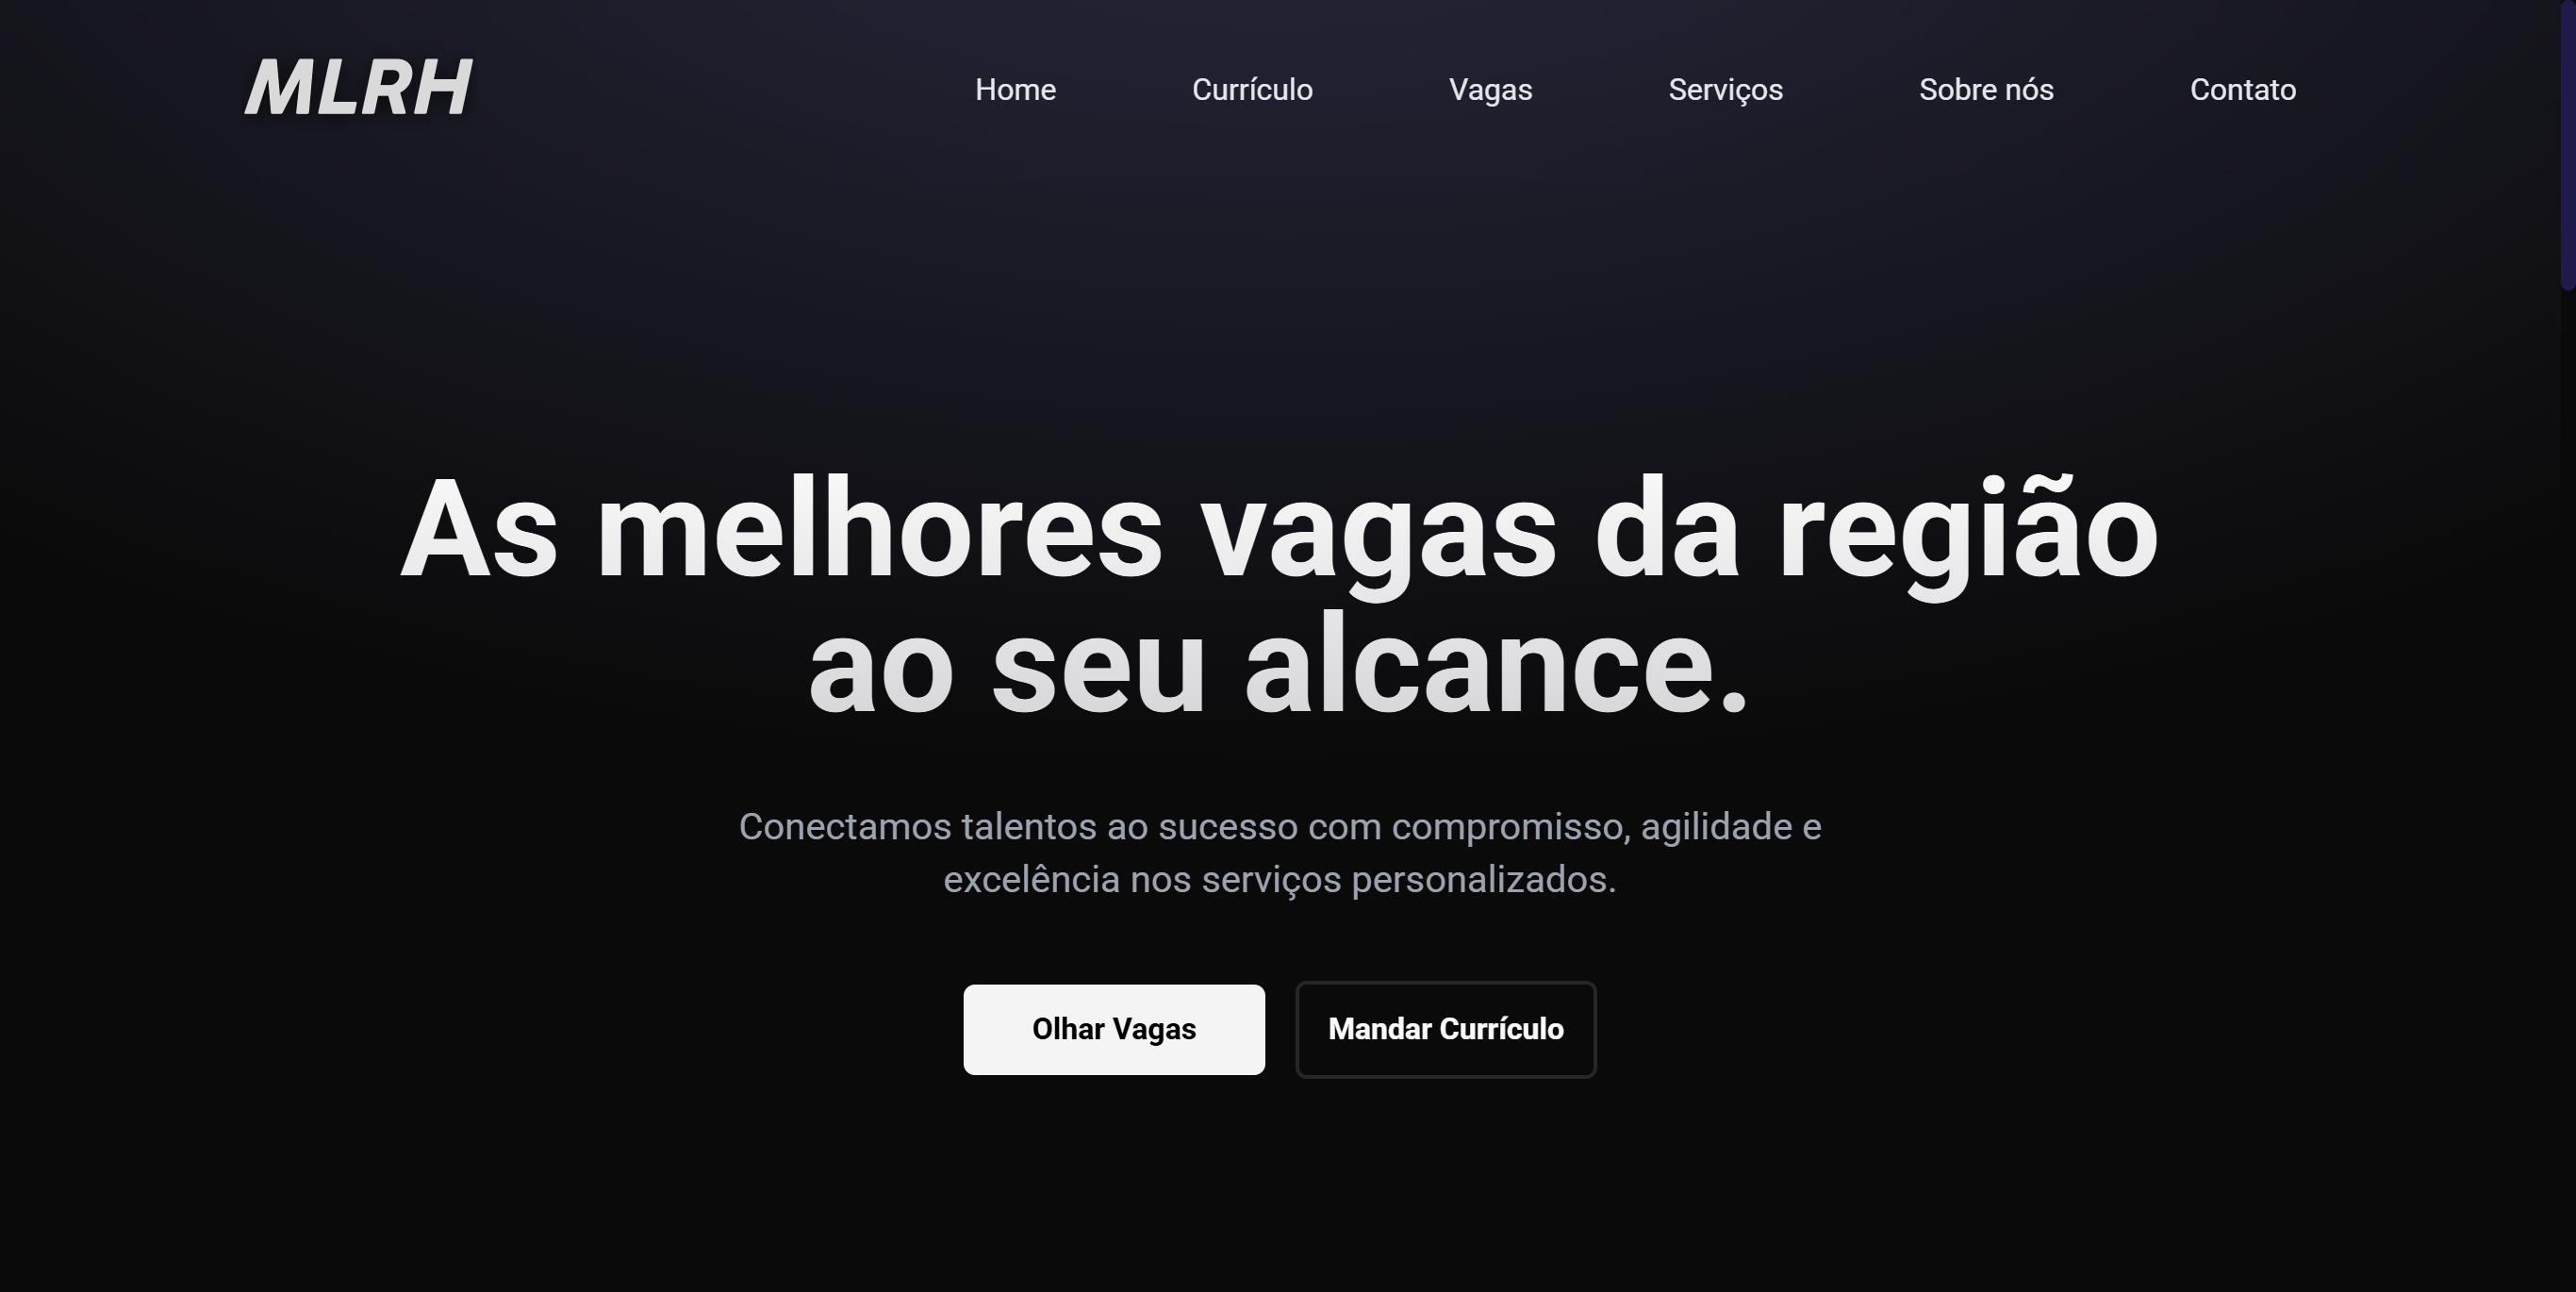 MLRH
Home Currículo Vagas Serviços Sobre nós Contato
As melhores vagas da região
ao seu alcance.
Conectamos talentos ao sucesso com compromisso, agilidade e
excelência nos serviços personalizados.
Olhar Vagas Mandar Currículo